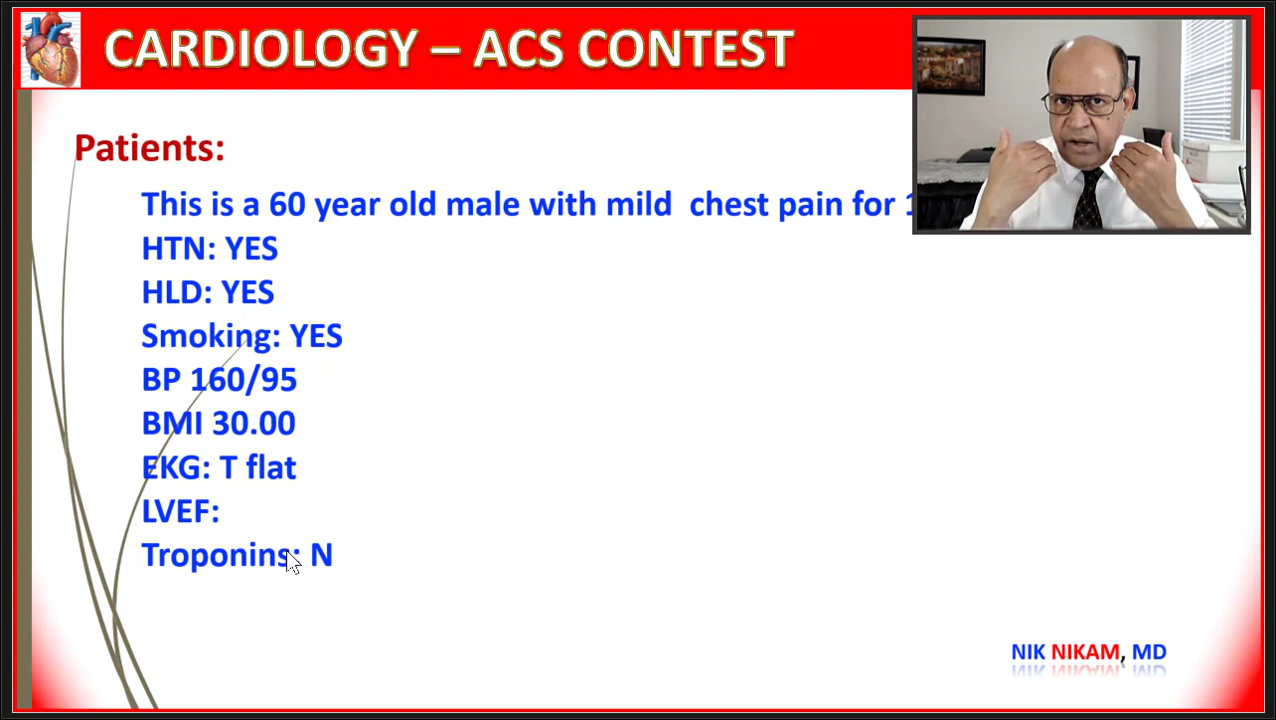 CARDIOLOGY – ACS CONTEST
Patients:
This is a 60 year old male with mild chest pain for
HTN: YES
HLD: YES
Smoking: YES
BP 160/95
BMI 30.00
EKG: T flat
LVEF:
Troponins: N
NIK NIKAM, MD